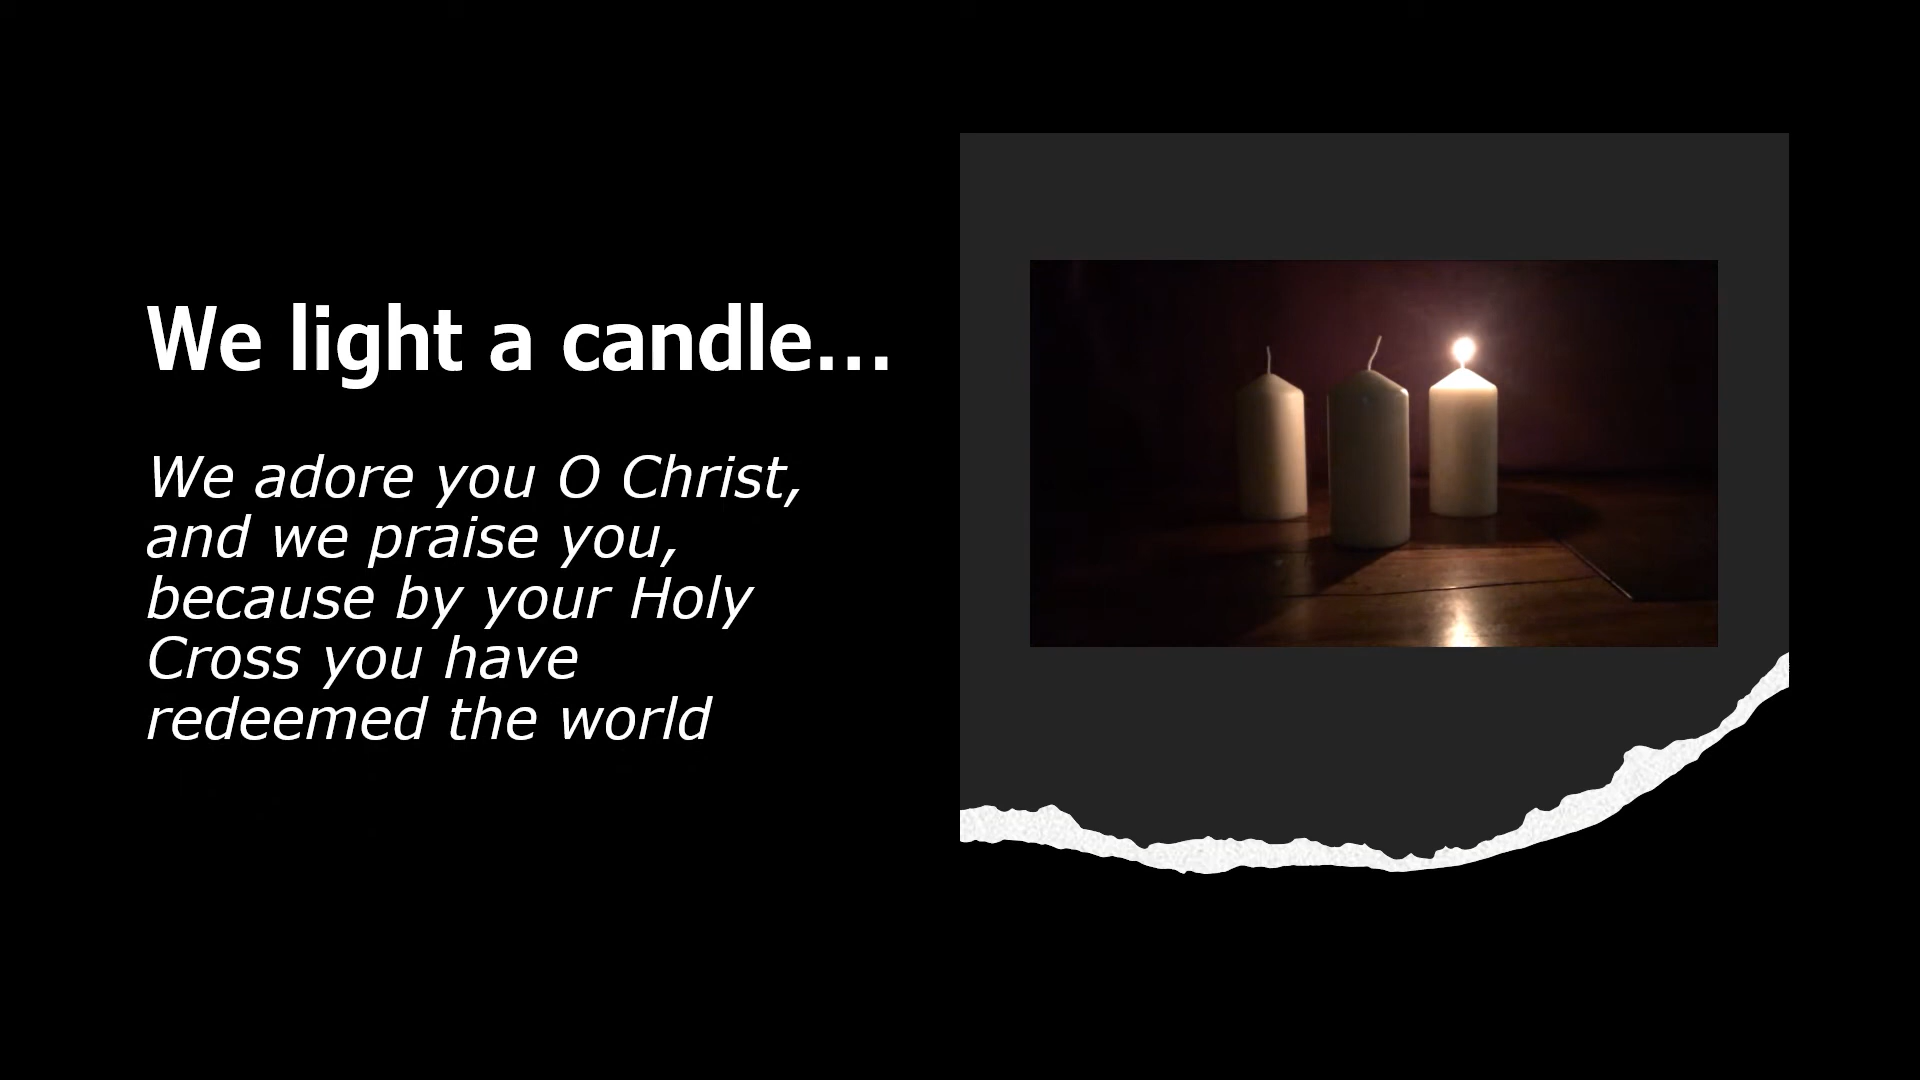 We light a candle...
We adore you O Christ,
and we praise you,
because by your Holy
Cross you have
redeemed the world